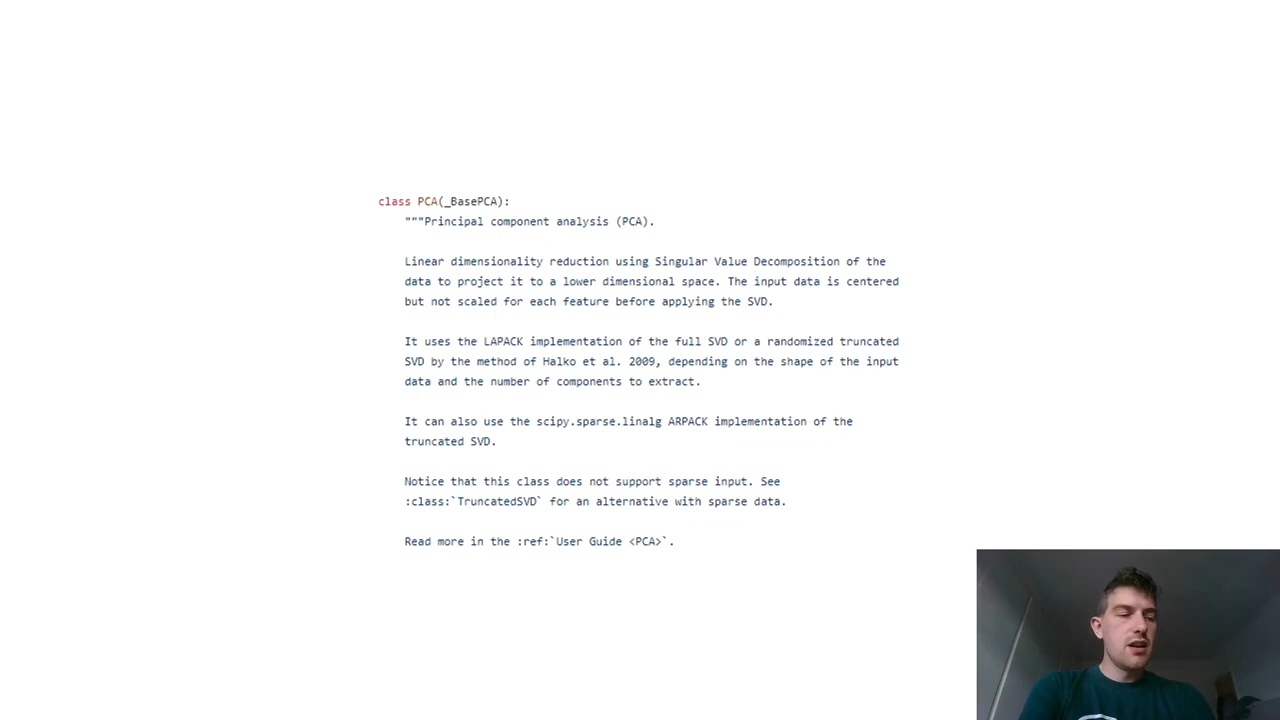 class PCA(_BasePCA):
"""Principal component analysis (PCA).
Linear dimensionality reduction using Singular Value Decomposition of the
data to project it to a lower dimensional space. The input data is centered
but not scaled for each feature before applying the SVD.
It uses the LAPACK implementation of the full SVD or a randomized truncated
SVD by the method of Halko et al. 2009, depending on the shape of the input
data and the number of components to extract.
It can also use the scipy.sparse.linalg ARPACK implementation of the
truncated SVD.
Notice that this class does not support sparse input. See
:class:`TruncatedSVD` for an alternative with sparse data.
Read more in the :ref:`User Guide <PCA>`.